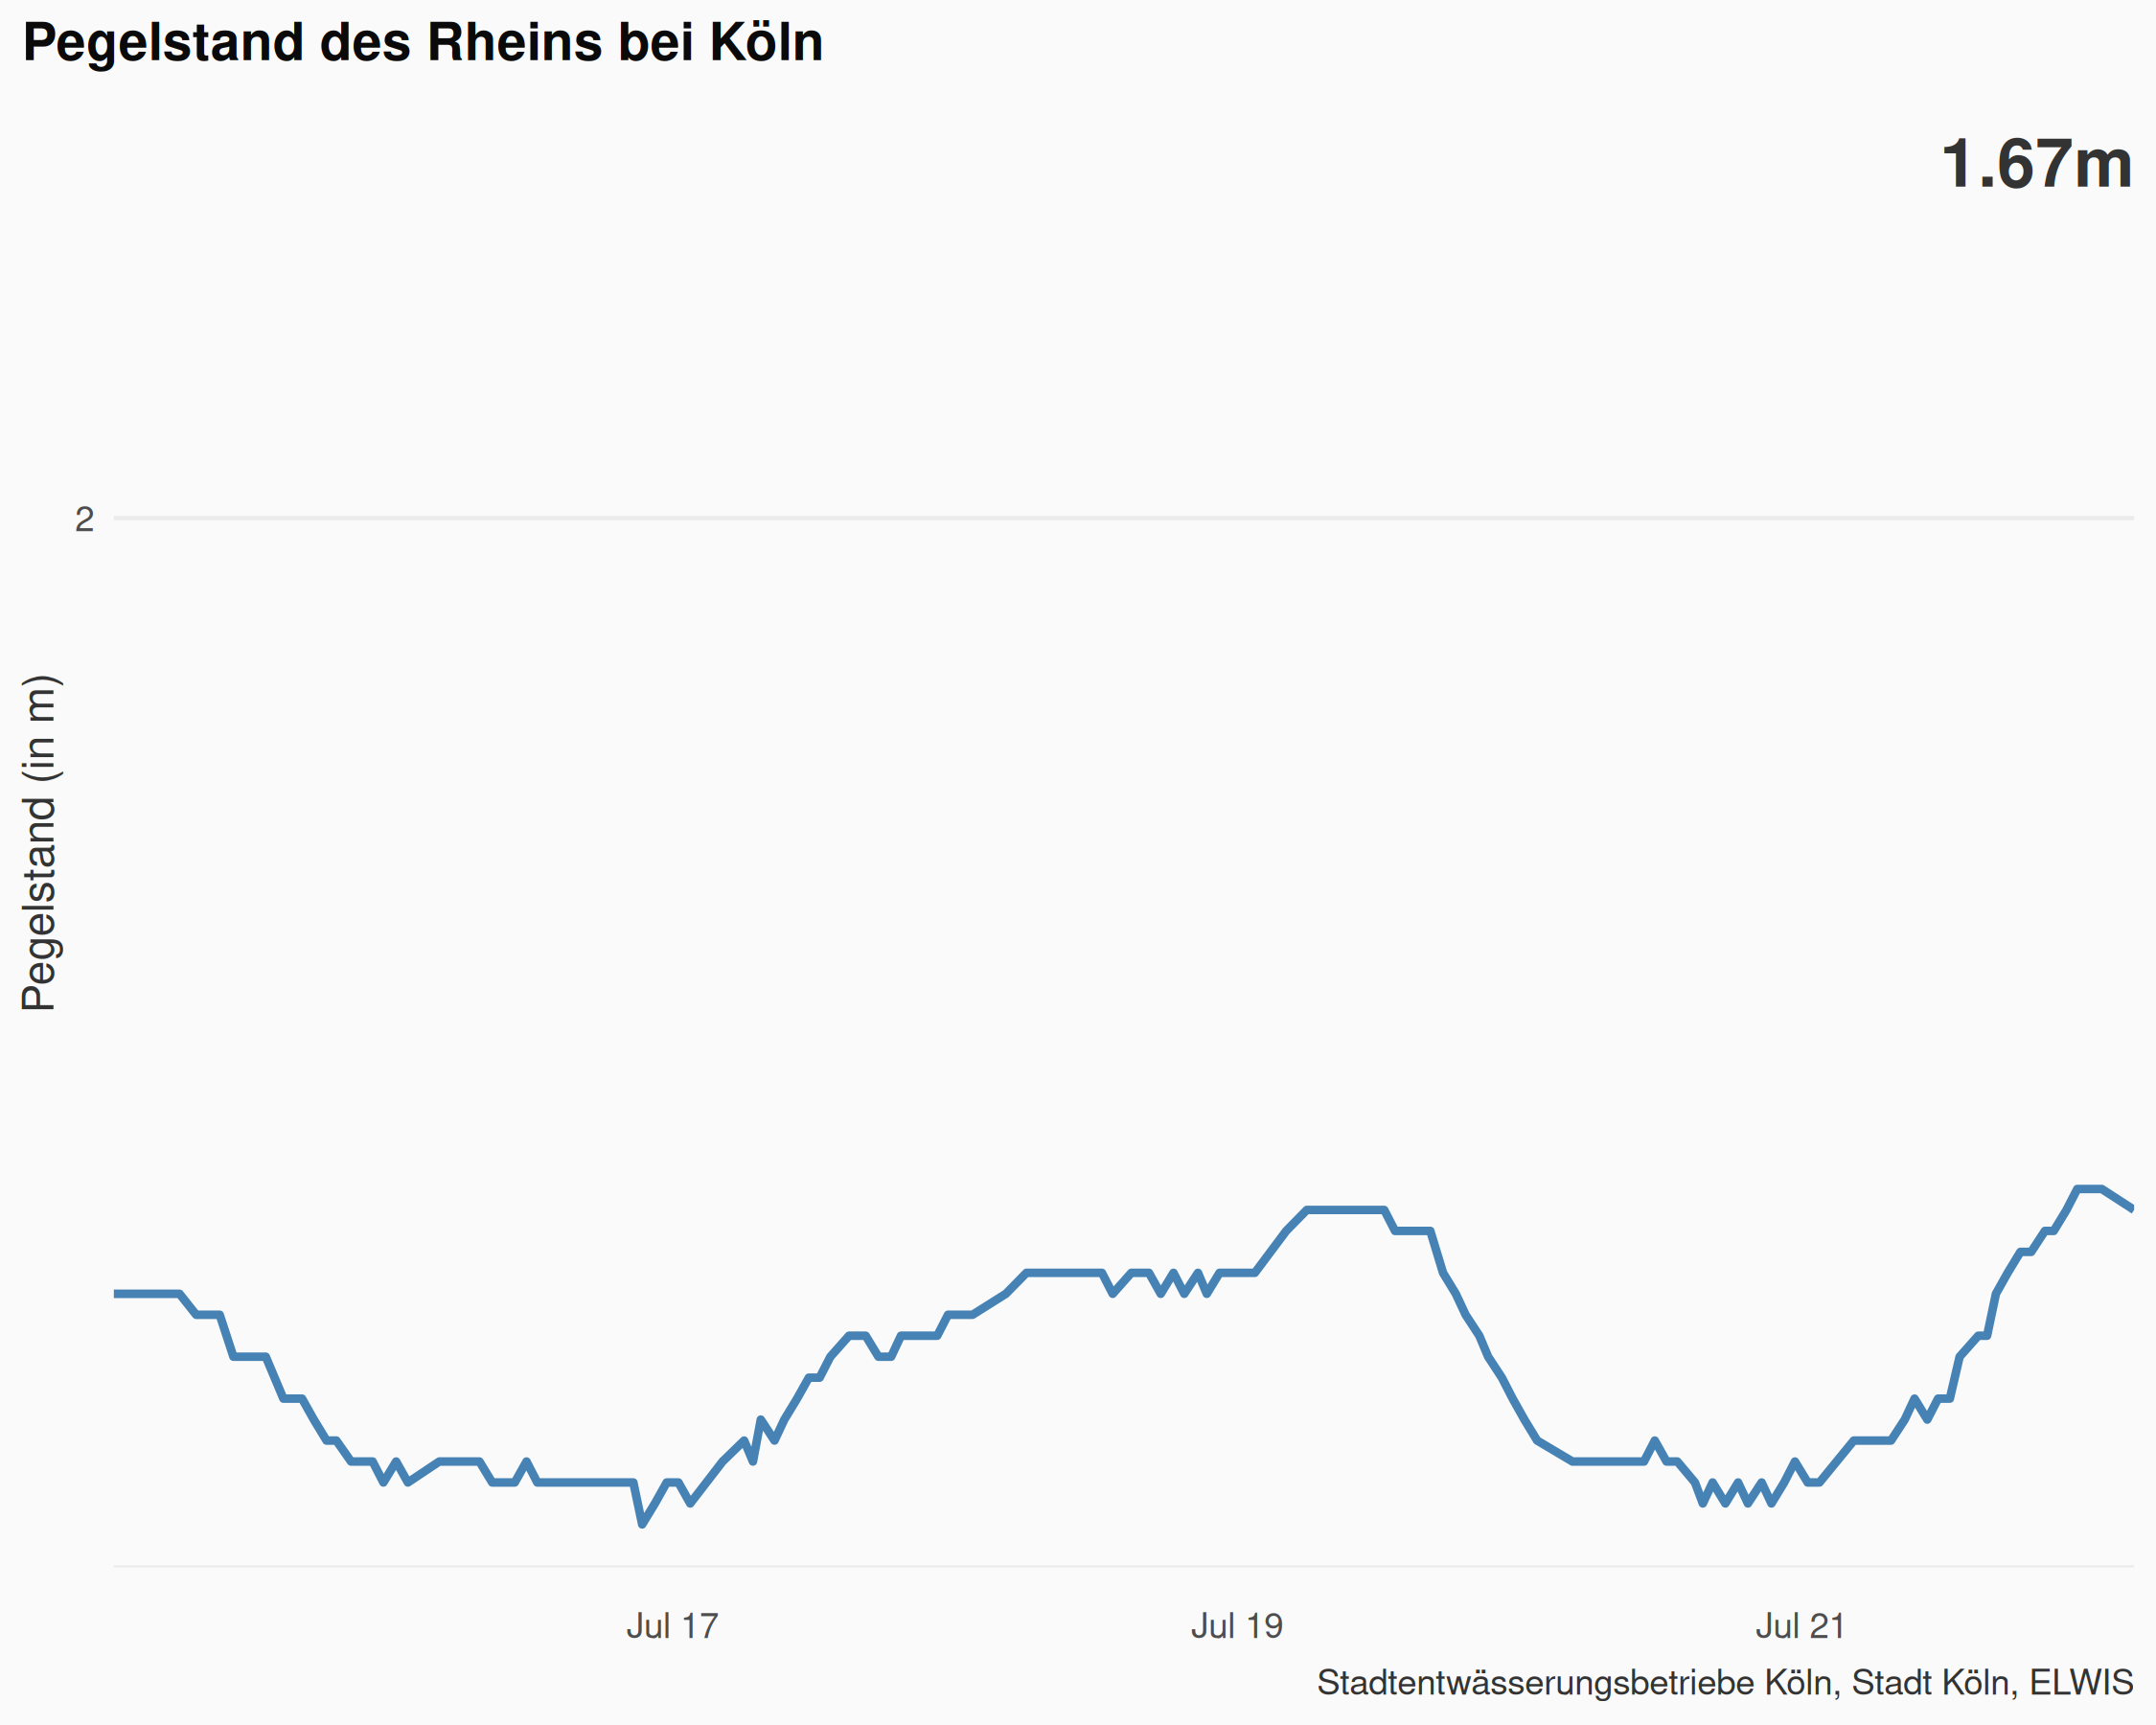 Pegelstand des Rheins bei Köln
1.67m
2
Pegelstand (in m)
Jul 17
Jul 19
Jul 21
Stadtentwässerungsbetriebe Köln, Stadt Köln, ELWIS